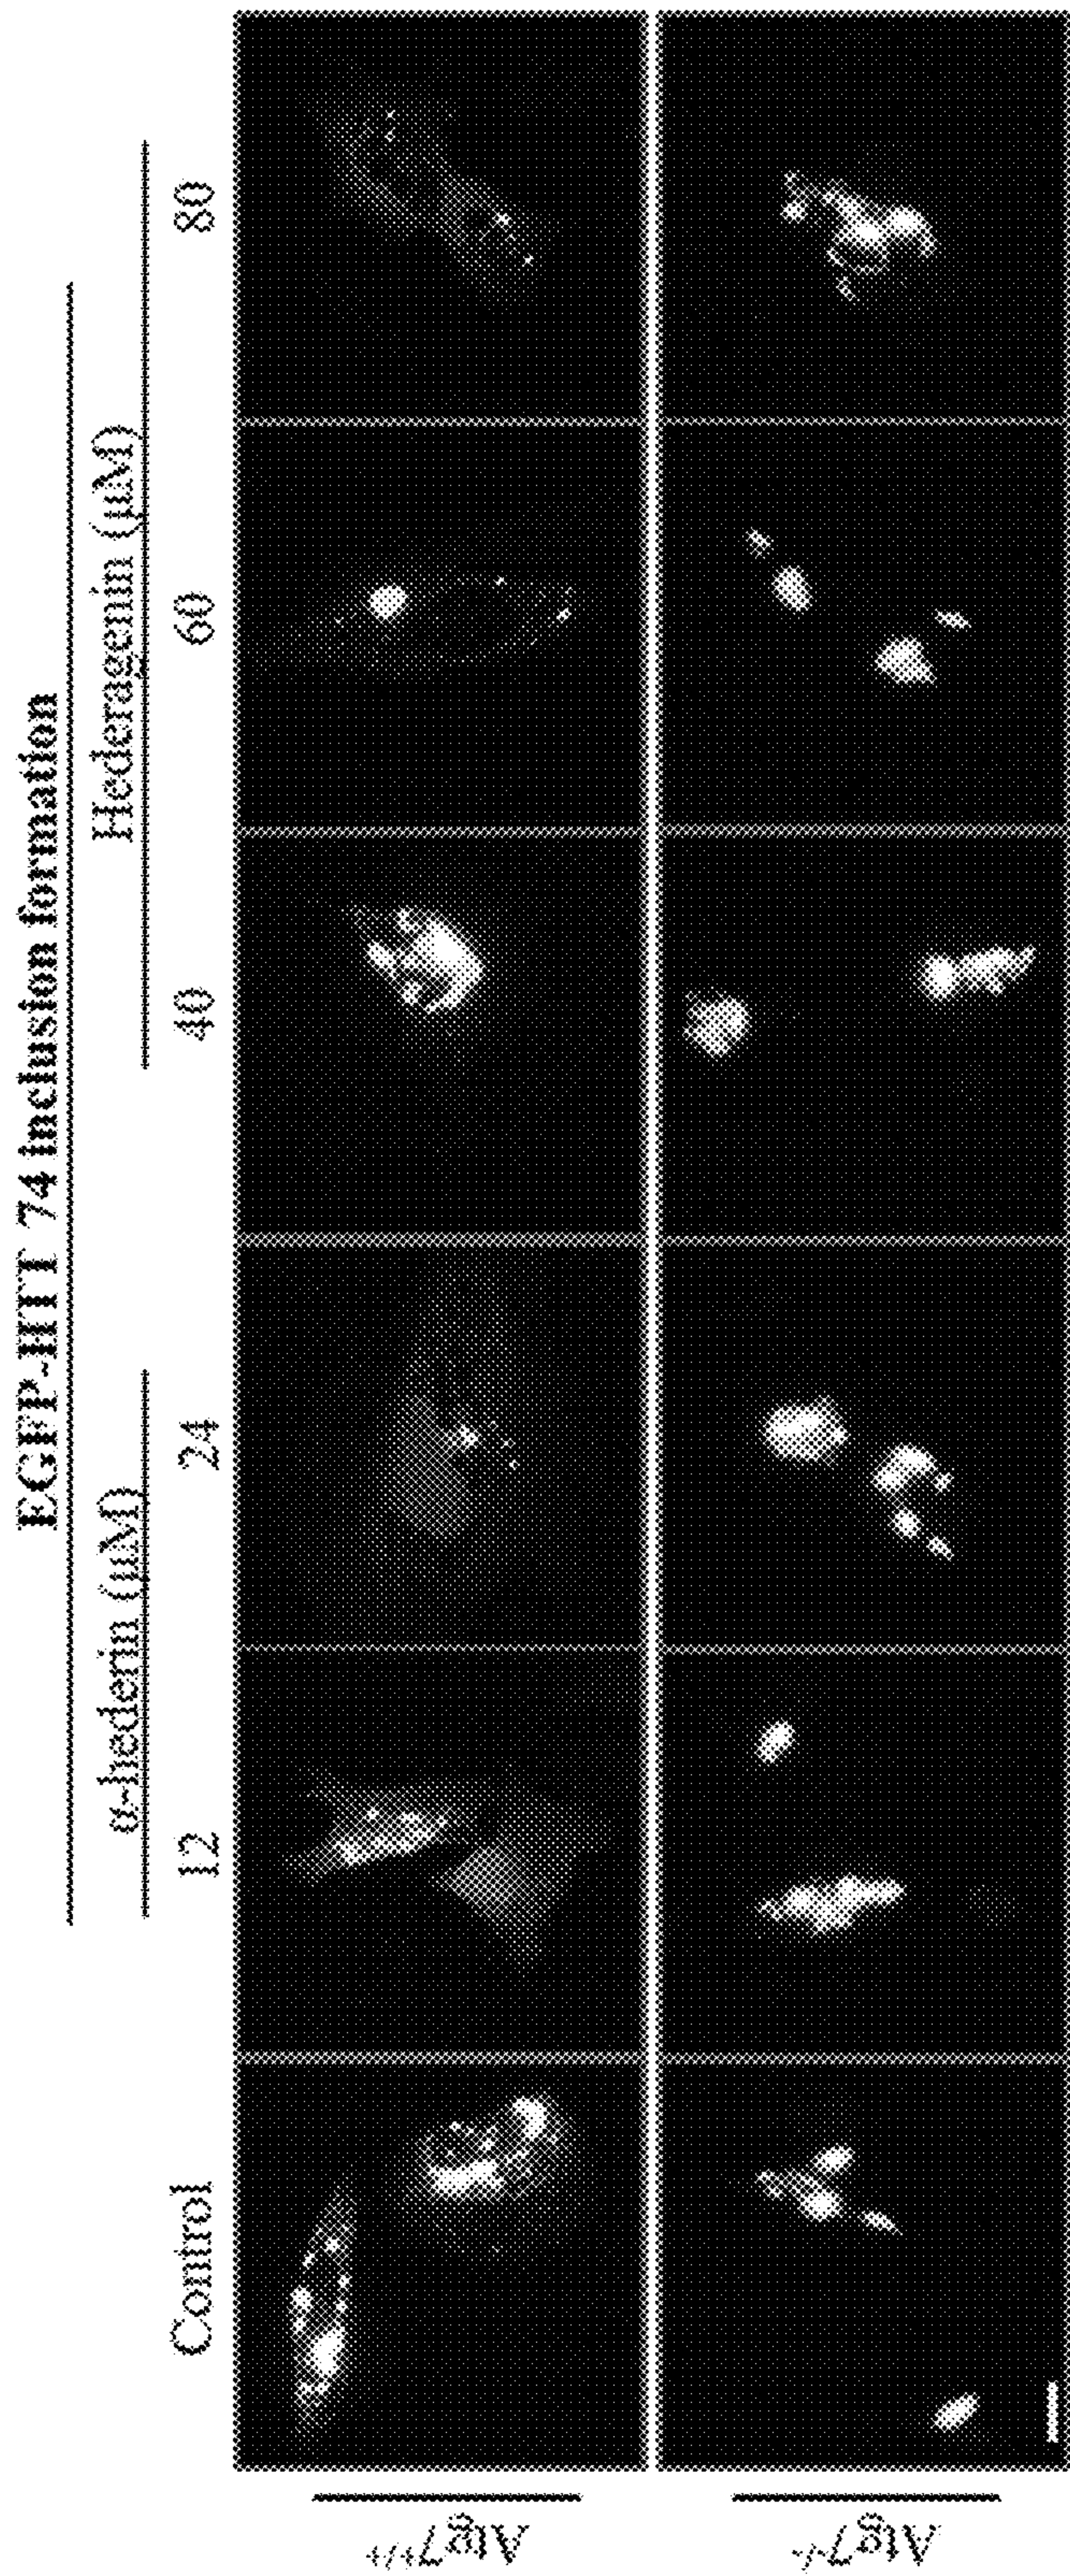 EGFP-HTT 74 inclusion formation
α-hederin (μM) Hederagenin (μM)
Control 12 24 40 60 80
Atg7+/+
Atg7-/-